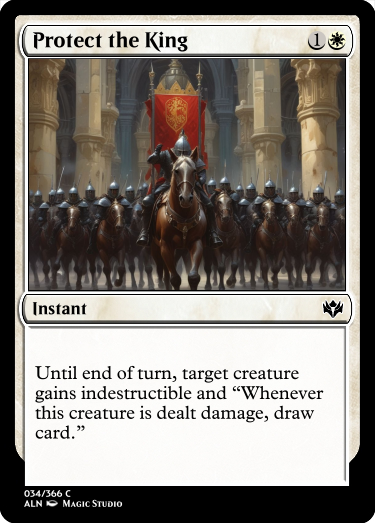 Protect the King 1
Instant
Until end of turn, target creature
gains indestructible and “Whenever
this creature is dealt damage, draw
card.”
034/366 C
ALN Magic Studio